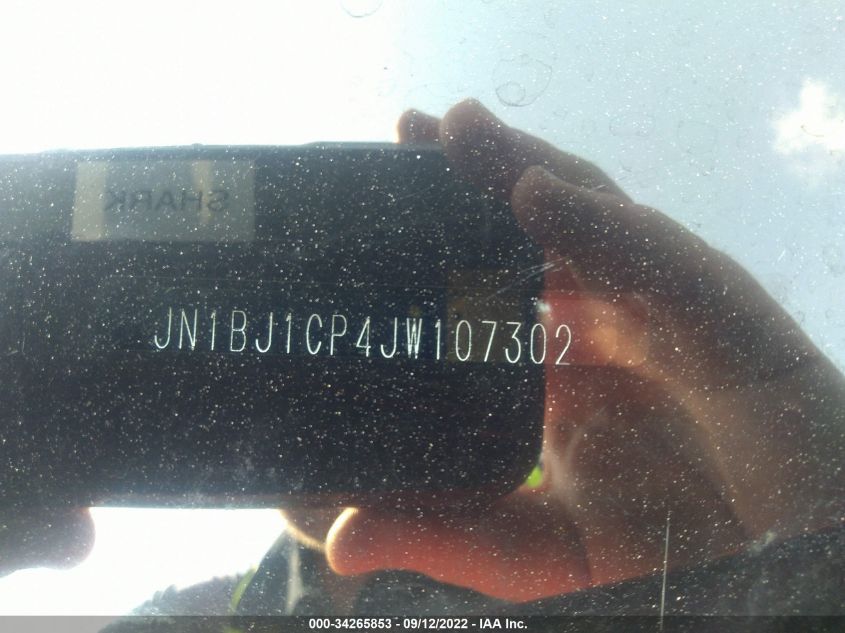 SHARK
JN1BJ1CP4JW107302
000-34265853 - 09/12/2022 - IAA Inc.